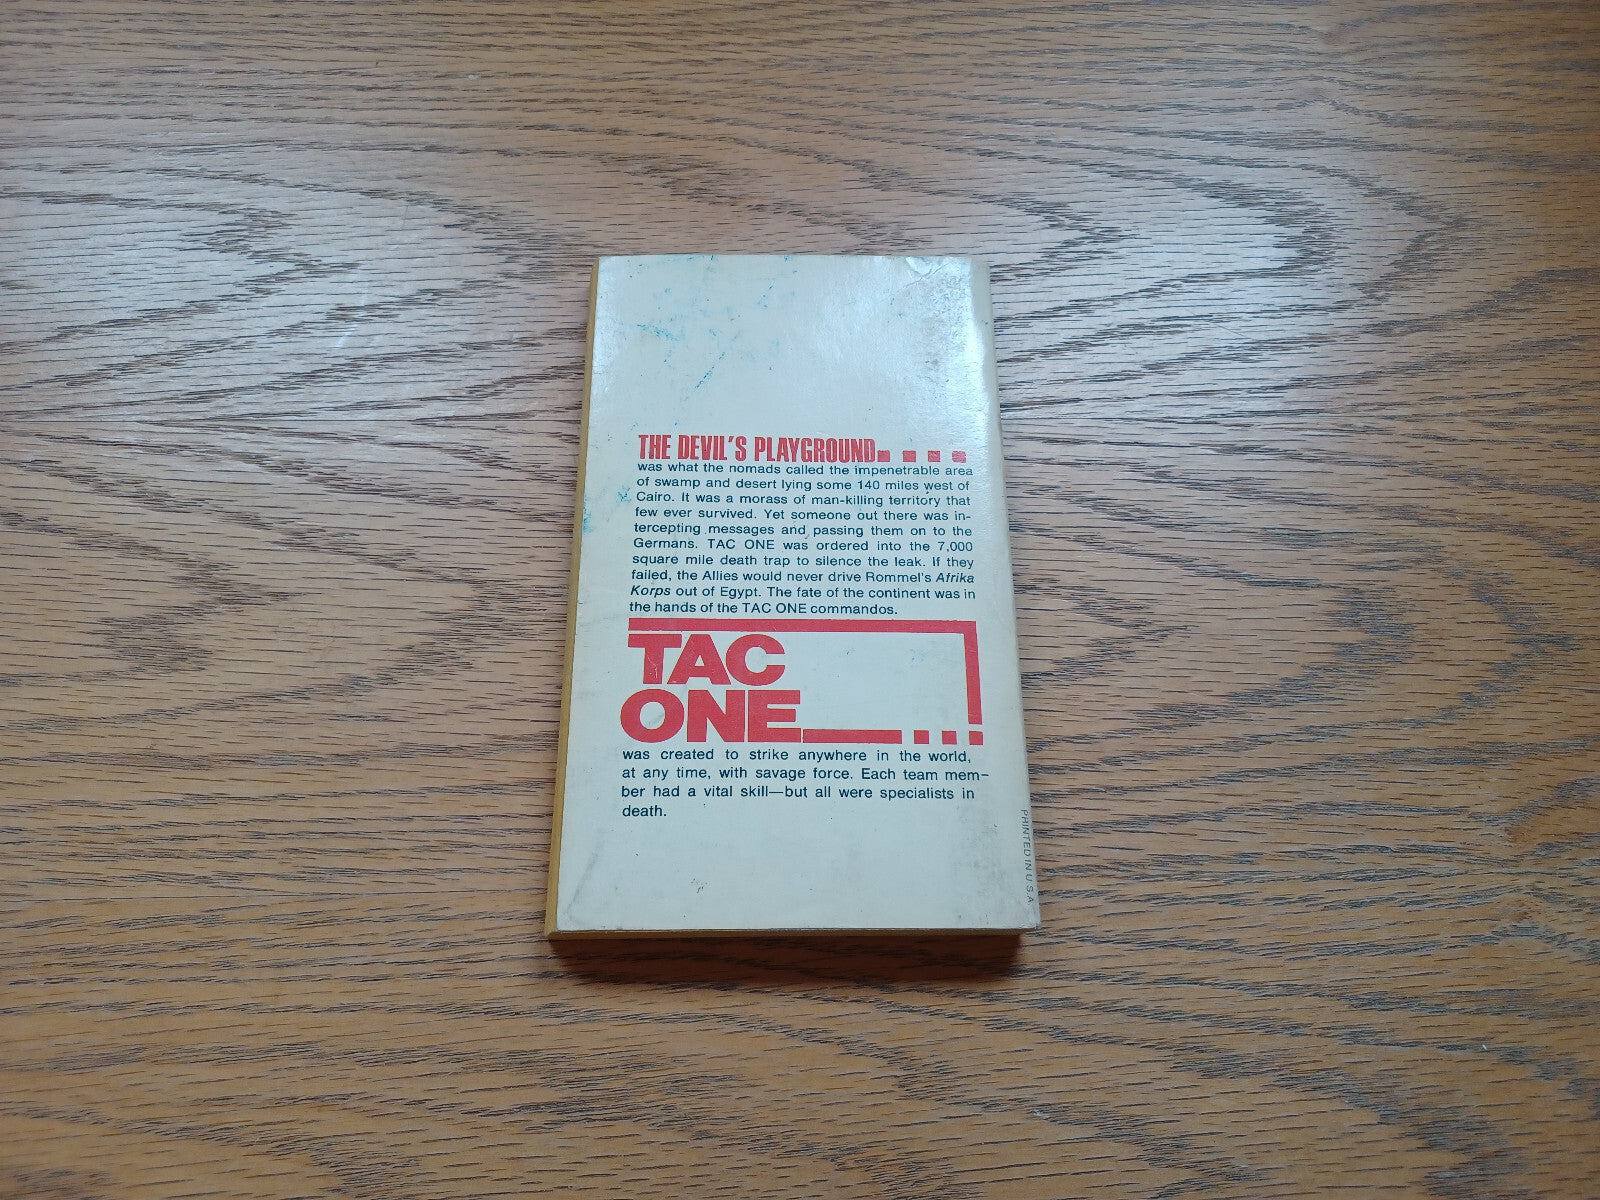 THE DEVIL'S PLAYGROUND....
was what the nomads called the impenetrable area
of swamp and desert lying some 140 miles west of
Cairo. It was a morass of man-killing territory that
few ever survived. Yet someone out there was in-
tercepting messages and passing them on to the
Germans. TAC ONE was ordered into the 7,000
square mile death trap to silence the leak. If they
failed, the Allies would never drive Rommel's Afrika
Korps out of Egypt. The fate of the continent was in
the hands of the TAC ONE commandos.
TAC
ONE...
was created to strike anywhere in the world,
at any time, with savage force. Each team mem-
ber had a vital skill—but all were specialists in
death.
PRINTED IN U.S.A